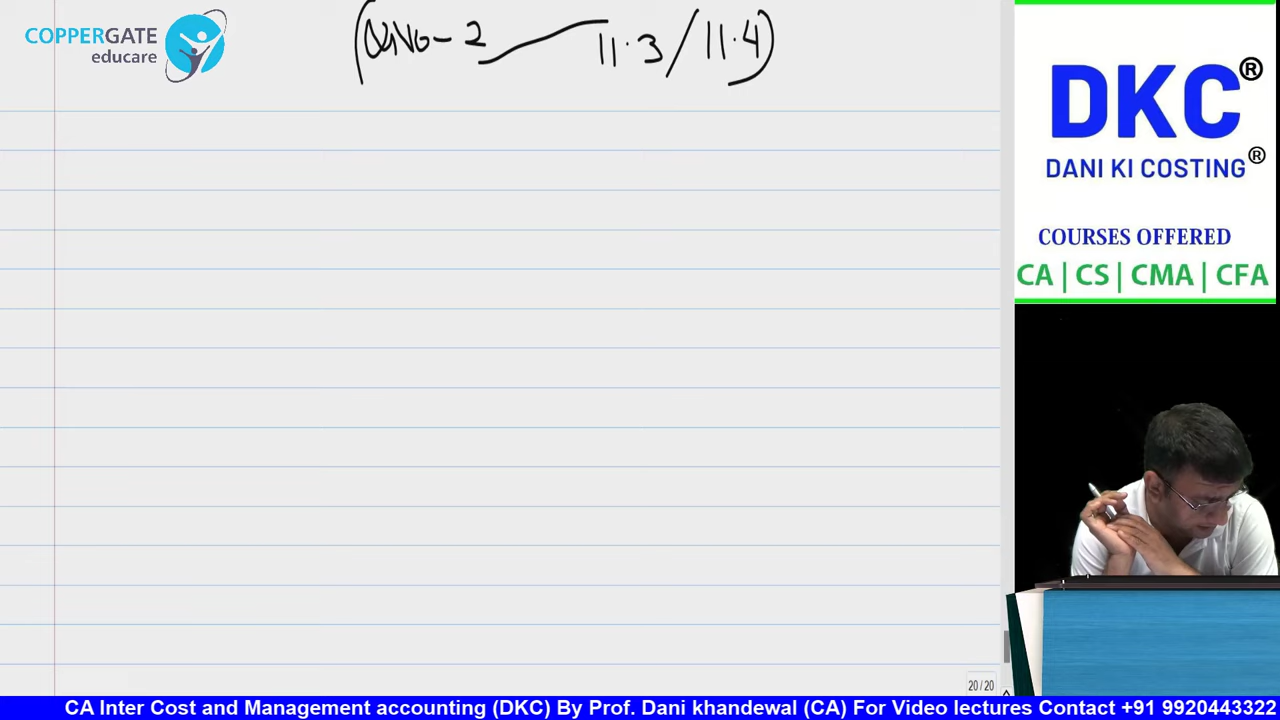 COPPERGATE
educare
(QNo - 2 11.3 / 11.4)
DKC®
DANI KI COSTING®
COURSES OFFERED
CA | CS | CMA | CFA
20 / 20
CA Inter Cost and Management accounting (DKC) By Prof. Dani khandewal (CA) For Video lectures Contact +91 9920443322